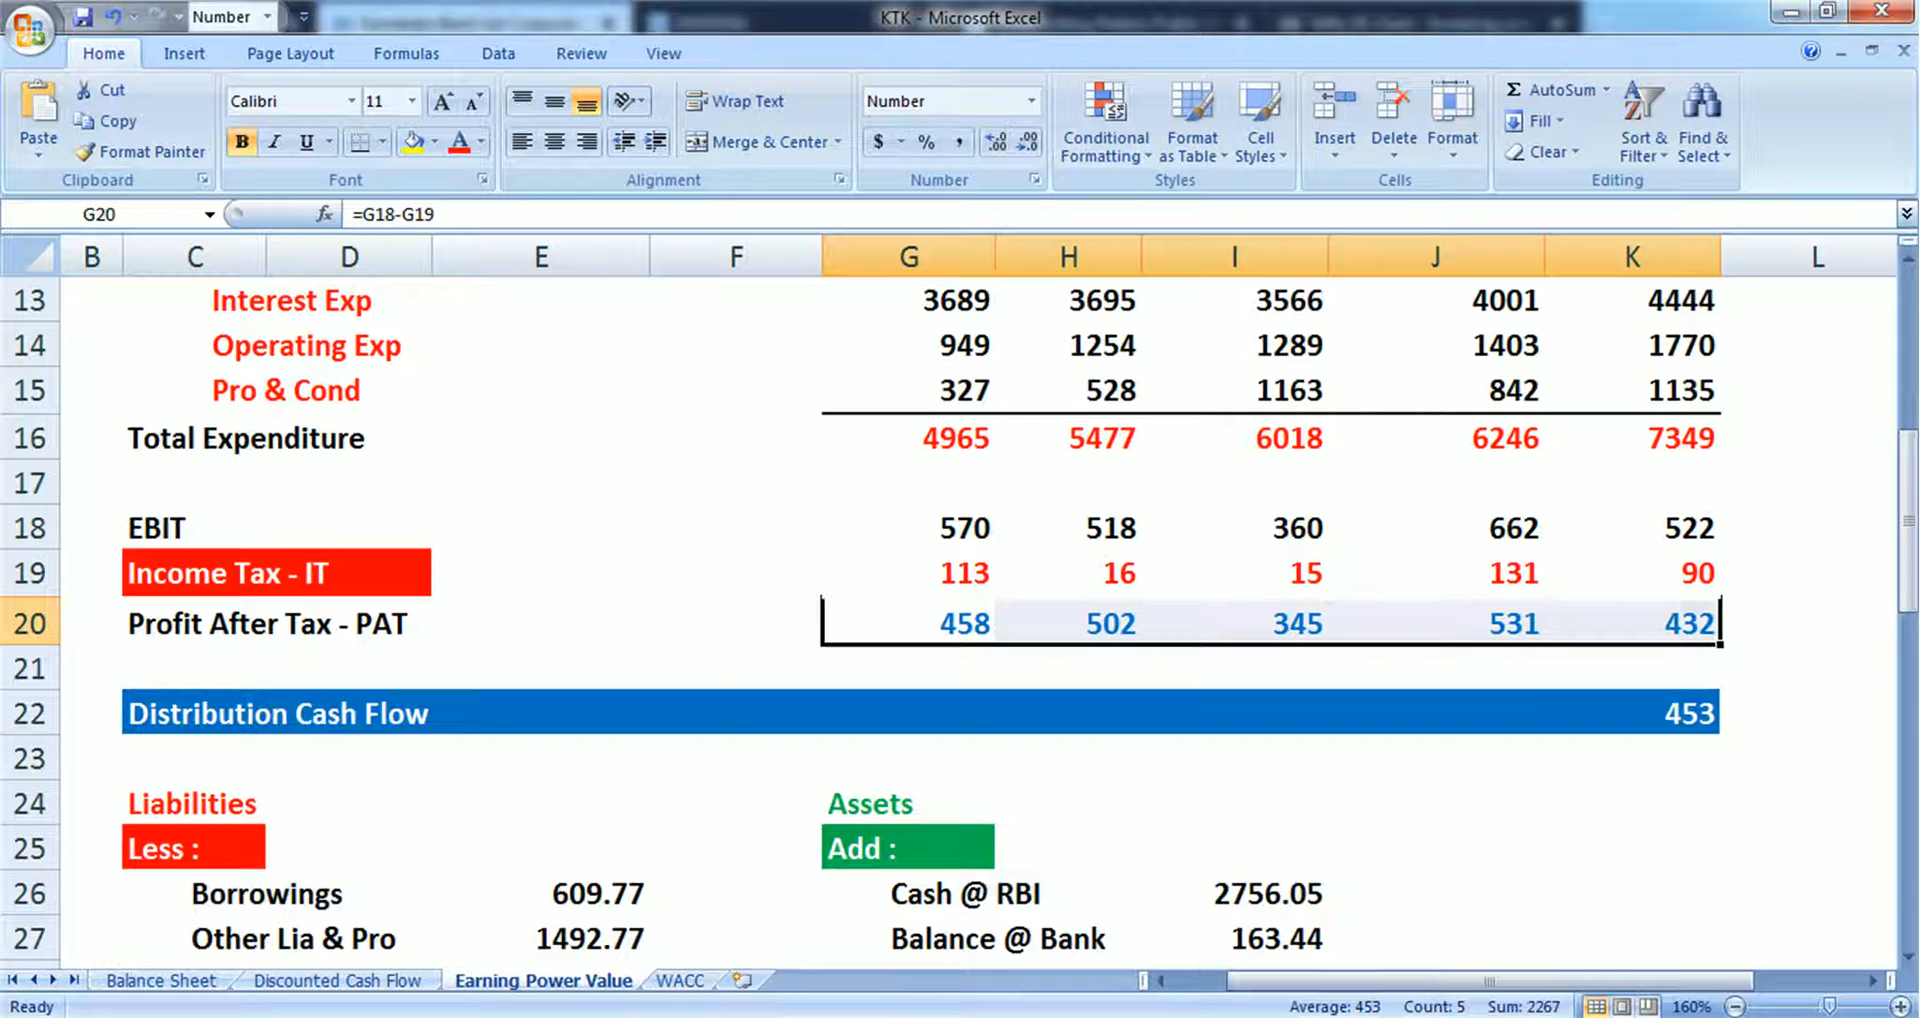 Number
KTK - Microsoft Excel
Home Insert Page Layout Formulas Data Review View
Paste
Cut
Copy
Format Painter
Clipboard
Calibri 11
B I U
Font
Wrap Text
Merge & Center
Alignment
Number
$ % ,
Number
Conditional Formatting
Format as Table
Cell Styles
Styles
Insert Delete Format
Cells
Σ AutoSum
Fill
Clear
Sort & Filter
Find & Select
Editing
G20 fx =G18-G19
B C D E F G H I J K L
13 Interest Exp 3689 3695 3566 4001 4444
14 Operating Exp 949 1254 1289 1403 1770
15 Pro & Cond 327 528 1163 842 1135
16 Total Expenditure 4965 5477 6018 6246 7349
17
18 EBIT 570 518 360 662 522
19 Income Tax - IT 113 16 15 131 90
20 Profit After Tax - PAT 458 502 345 531 432
21
22 Distribution Cash Flow 453
23
24 Liabilities Assets
25 Less : Add :
26 Borrowings 609.77 Cash @ RBI 2756.05
27 Other Lia & Pro 1492.77 Balance @ Bank 163.44
Balance Sheet Discounted Cash Flow Earning Power Value WACC
Ready Average: 453 Count: 5 Sum: 2267 160%